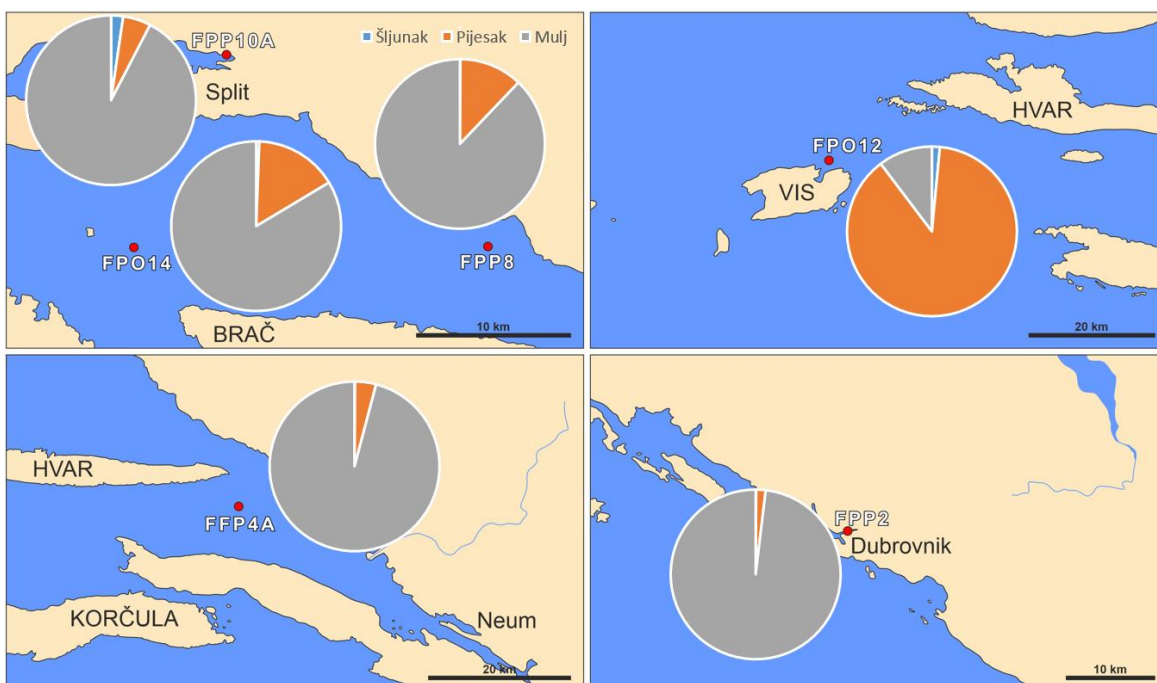 FPP10A
Šljunak Pijesak Mulj
Split
FPO14
FPP8
BRAČ
10 km
HVAR
FPO12
VIS
20 km
HVAR
FFP4A
KORČULA
Neum
20 km
FPP2
Dubrovnik
10 km